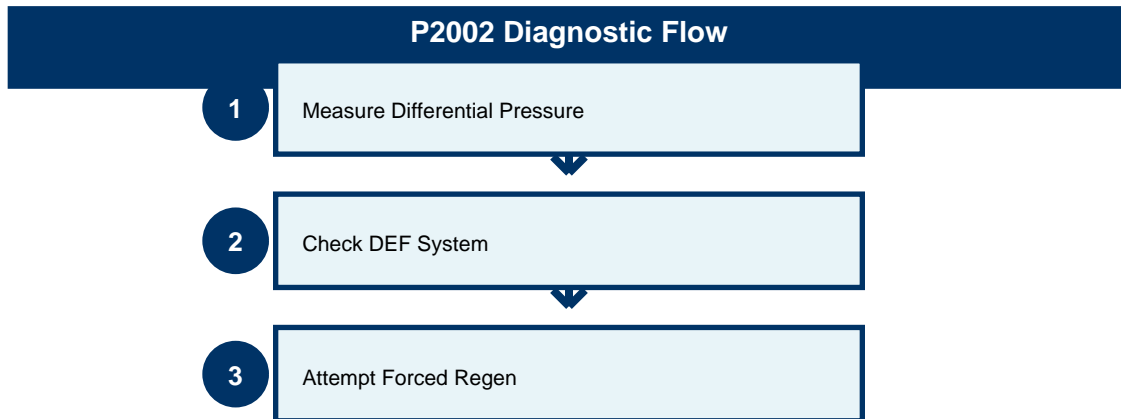 P2002 Diagnostic Flow
1
Measure Differential Pressure
2
Check DEF System
3
Attempt Forced Regen